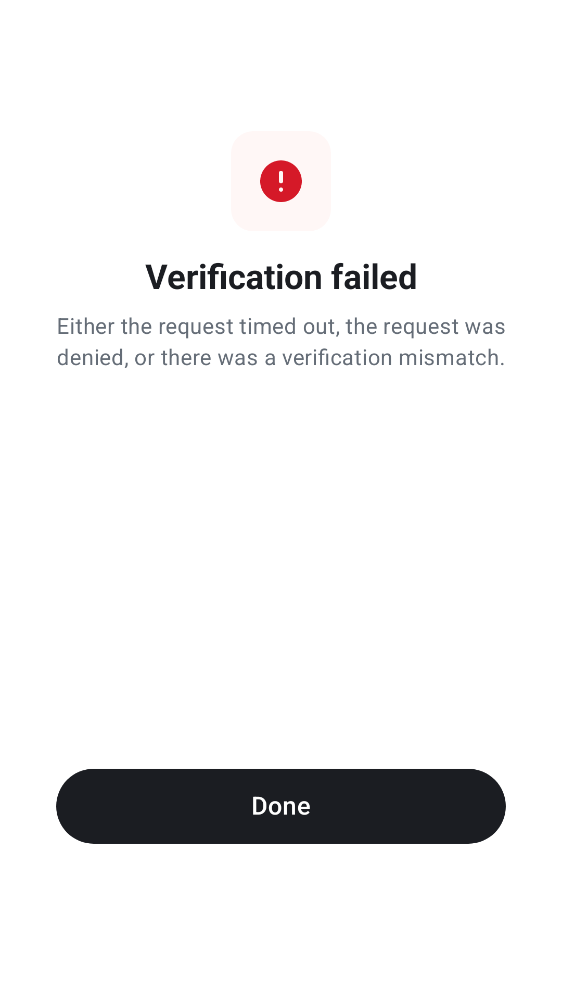 Verification failed
Either the request timed out, the request was
denied, or there was a verification mismatch.
Done